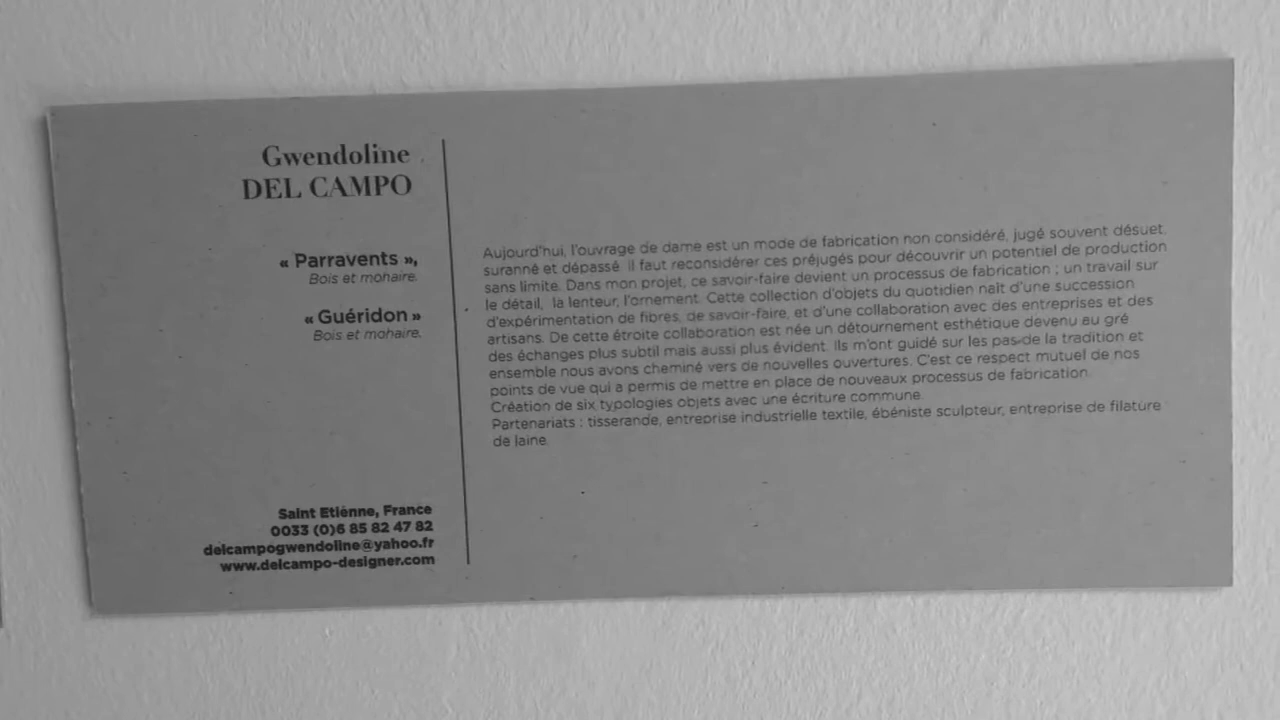 Gwendoline
DEL CAMPO
« Parravents »,
Bois et mohaire.
« Guéridon »
Bois et mohaire.
Saint Etiènne, France
0033 (0)6 85 82 47 82
delcampogwendoline@yahoo.fr
www.delcampo-designer.com
Aujourd'hui, l'ouvrage de dame est un mode de fabrication non considéré, jugé souvent désuet,
suranné et dépassé. Il faut reconsidérer ces préjugés pour découvrir un potentiel de production
sans limite. Dans mon projet, ce savoir-faire devient un processus de fabrication ; un travail sur
le détail, la lenteur, l'ornement. Cette collection d'objets du quotidien naît d'une succession
d'expérimentation de fibres, de savoir-faire, et d'une collaboration avec des entreprises et des
artisans. De cette étroite collaboration est née un détournement esthétique devenu au gré
des échanges plus subtil mais aussi plus évident. Ils m'ont guidé sur les pas de la tradition et
ensemble nous avons cheminé vers de nouvelles ouvertures. C'est ce respect mutuel de nos
points de vue qui a permis de mettre en place de nouveaux processus de fabrication.
Création de six typologies objets avec une écriture commune.
Partenariats : tisserande, entreprise industrielle textile, ébéniste sculpteur, entreprise de filature
de laine.